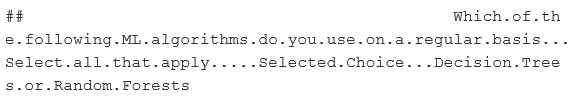 ## Which.of.th
e.following.ML.algorithms.do.you.use.on.a.regular.basis...
Select.all.that.apply.....Selected.Choice...Decision.Tree
s.or.Random.Forests